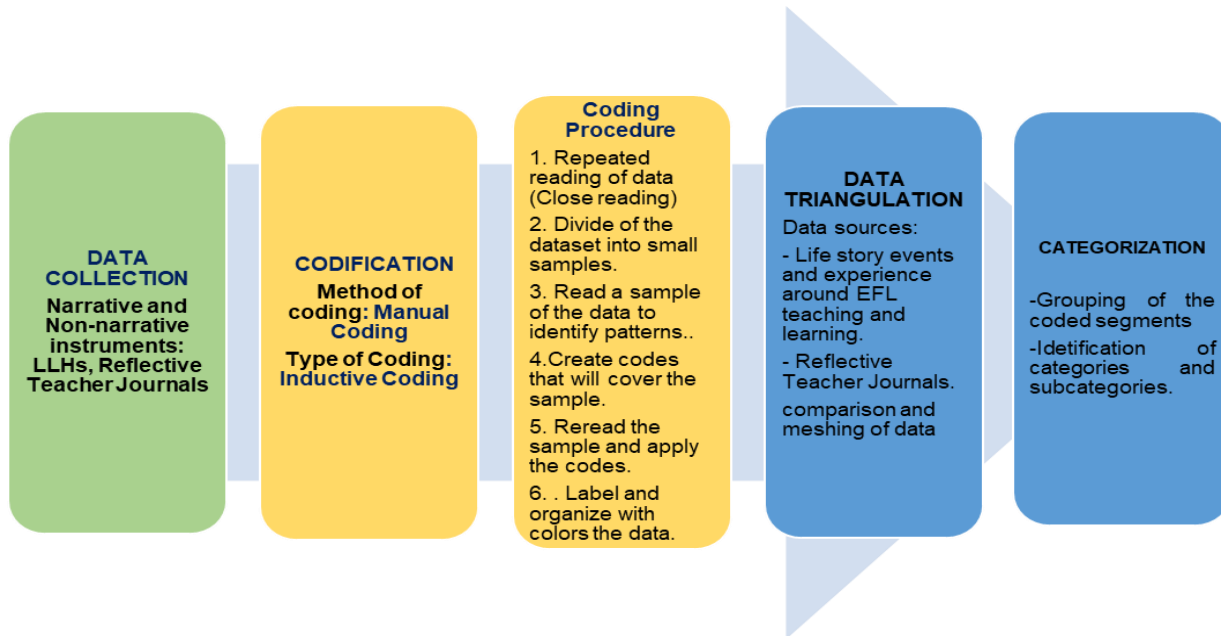 DATA
COLLECTION
Narrative and
Non-narrative
instruments:
LLHs, Reflective
Teacher Journals
CODIFICATION
Method of
coding: Manual
Coding
Type of Coding:
Inductive Coding
Coding
Procedure
1. Repeated
reading of data
(Close reading)
2. Divide of the
dataset into small
samples.
3. Read a sample
of the data to
identify patterns..
4.Create codes
that will cover the
sample.
5. Reread the
sample and apply
the codes.
6. . Label and
organize with
colors the data.
DATA
TRIANGULATION
Data sources:
- Life story events
and experience
around EFL
teaching and
learning.
- Reflective
Teacher Journals.
comparison and
meshing of data
CATEGORIZATION
-Grouping of the
coded segments
-Idetification of
categories and
subcategories.